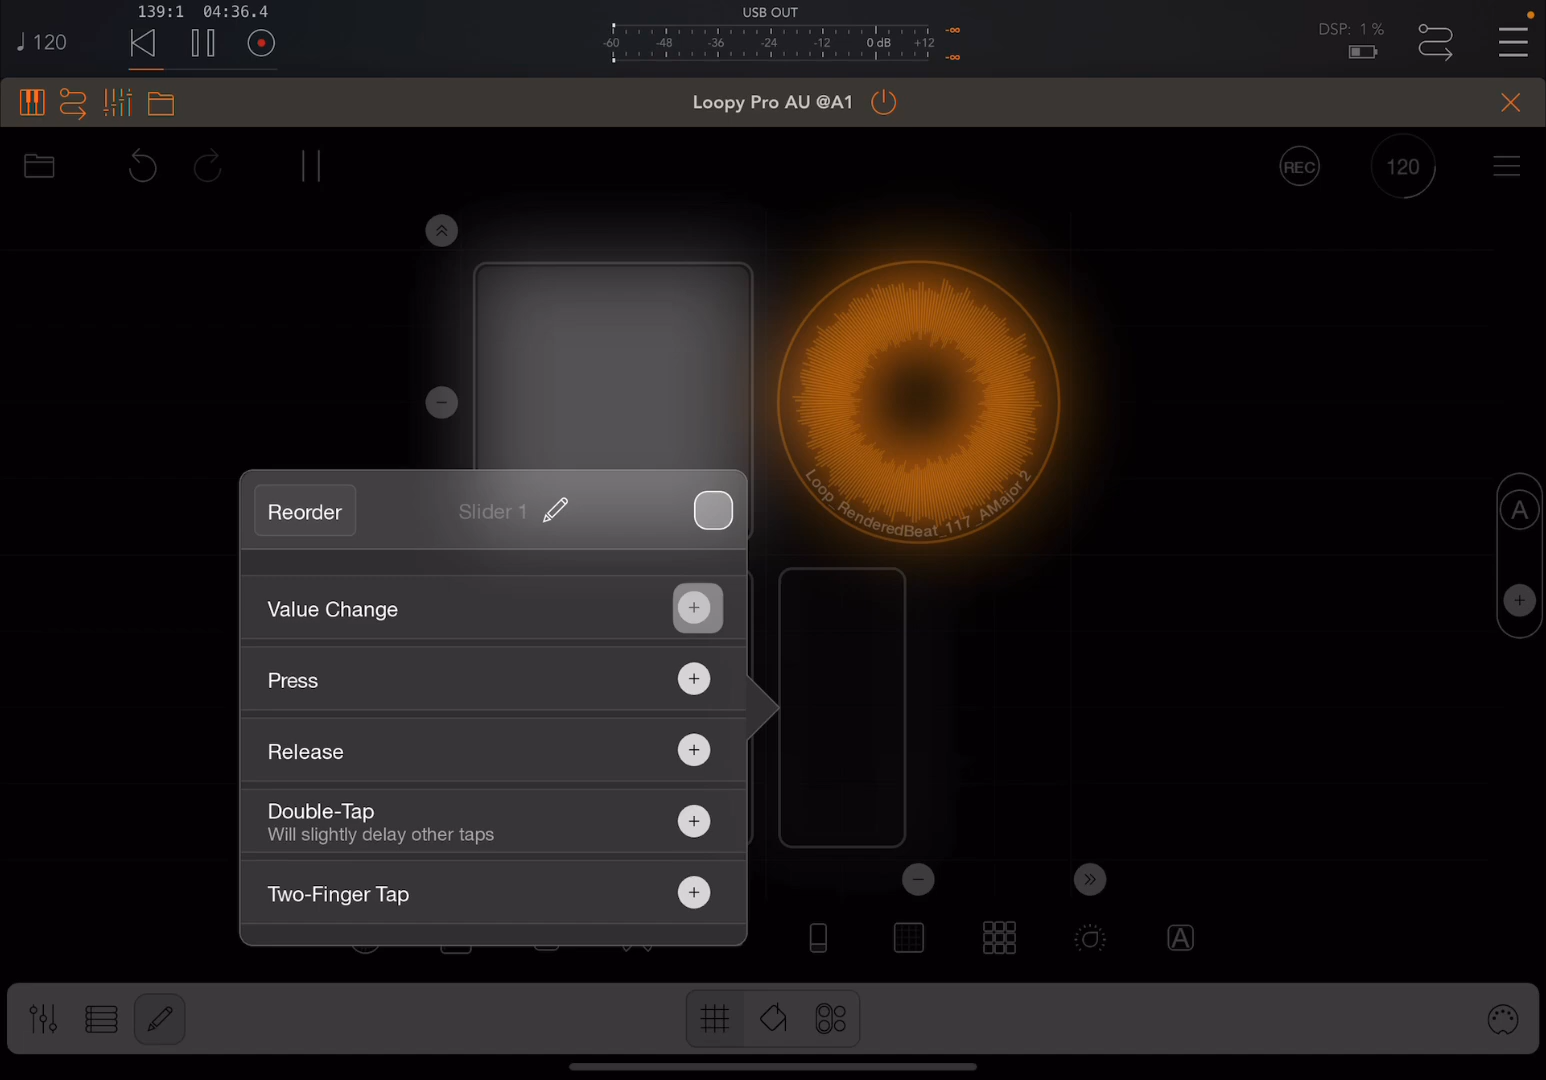 139:1 04:36.4
120
USB OUT
-60 -48 -36 -24 -12 0 dB +12
-∞
-∞
DSP: 1 %
Loopy Pro AU @A1
REC
120
Loop_RenderedBeat_117_AMajor 2
Reorder
Slider 1
Value Change
Press
Release
Double-Tap
Will slightly delay other taps
Two-Finger Tap
A
A